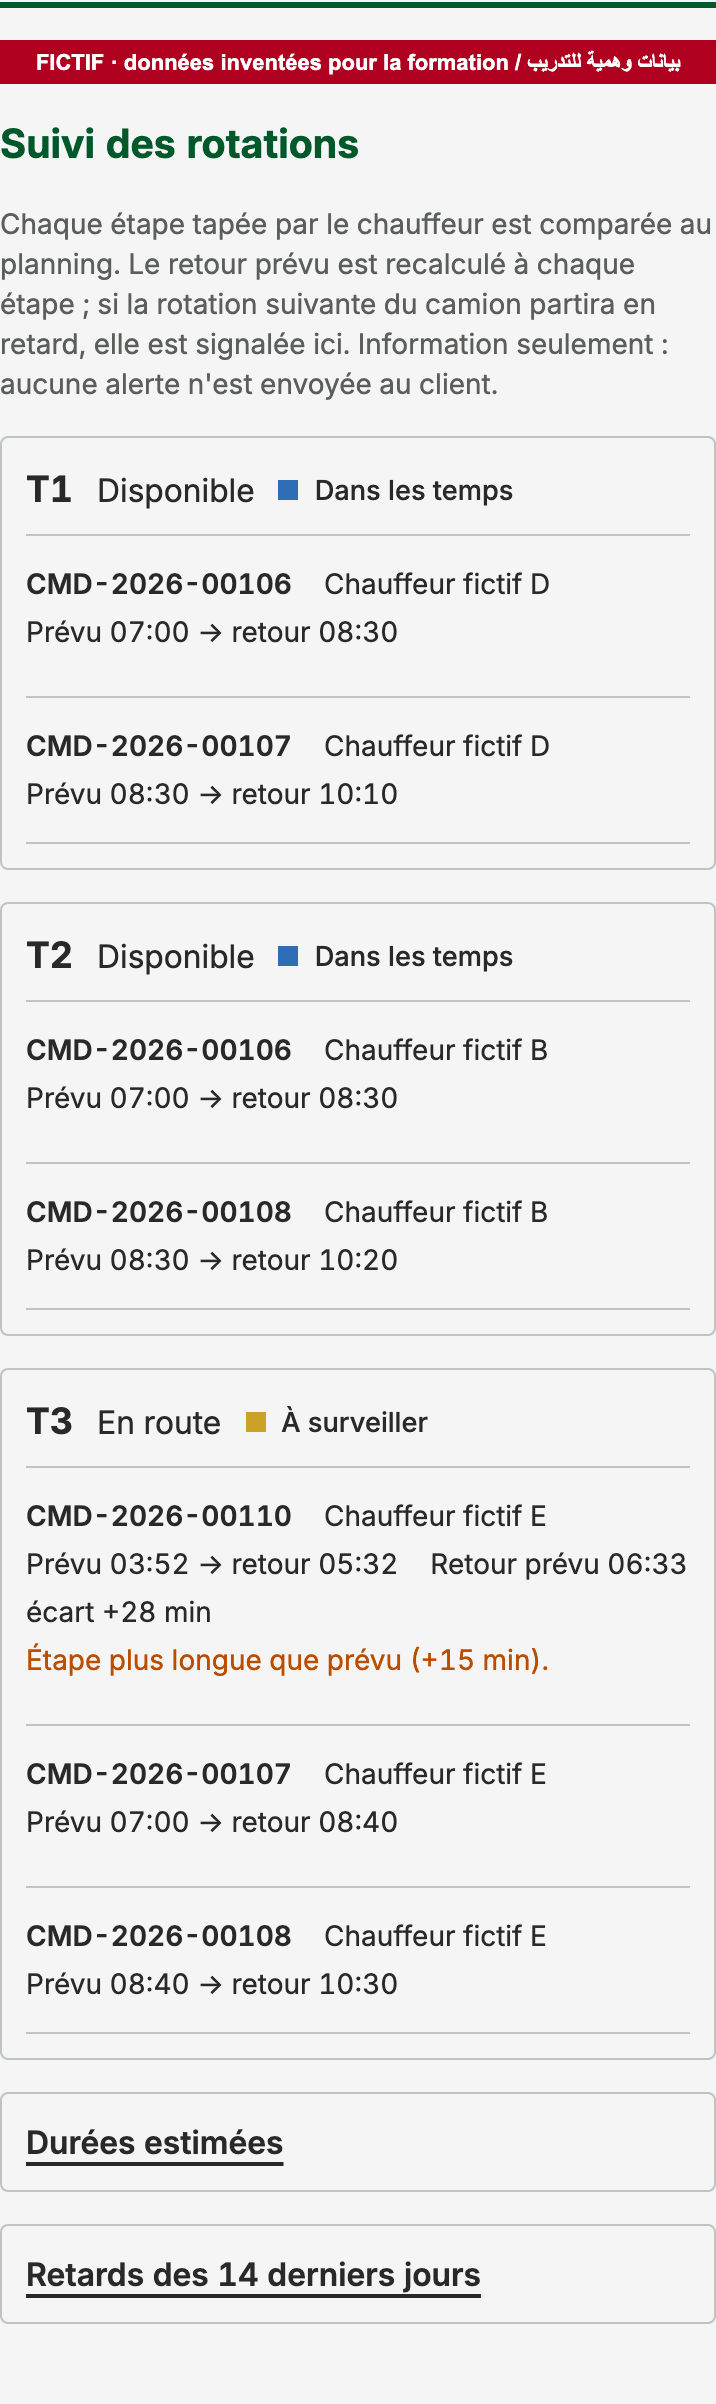 FICTIF · données inventées pour la formation / بيانات وهمية للتدريب
Suivi des rotations
Chaque étape tapée par le chauffeur est comparée au
planning. Le retour prévu est recalculé à chaque
étape ; si la rotation suivante du camion partira en
retard, elle est signalée ici. Information seulement :
aucune alerte n'est envoyée au client.
T1 Disponible Dans les temps
CMD-2026-00106 Chauffeur fictif D
Prévu 07:00 → retour 08:30
CMD-2026-00107 Chauffeur fictif D
Prévu 08:30 → retour 10:10
T2 Disponible Dans les temps
CMD-2026-00106 Chauffeur fictif B
Prévu 07:00 → retour 08:30
CMD-2026-00108 Chauffeur fictif B
Prévu 08:30 → retour 10:20
T3 En route À surveiller
CMD-2026-00110 Chauffeur fictif E
Prévu 03:52 → retour 05:32 Retour prévu 06:33
écart +28 min
Étape plus longue que prévu (+15 min).
CMD-2026-00107 Chauffeur fictif E
Prévu 07:00 → retour 08:40
CMD-2026-00108 Chauffeur fictif E
Prévu 08:40 → retour 10:30
Durées estimées
Retards des 14 derniers jours